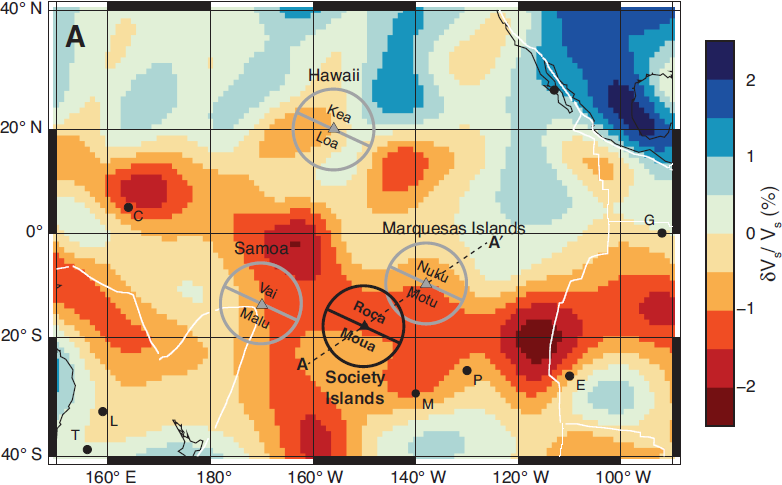 40° N
A
Hawaii
Kea
Loa
20° N
C
0°
Marquesas Islands
G
A′
Samoa
Nuku
Vai
Motu
Malu
Roça
Moua
20° S
A
Society
Islands
P
E
M
L
T
40° S
160° E
180°
160° W
140° W
120° W
100° W
2
1
0
−1
−2
δVs/ Vs (%)